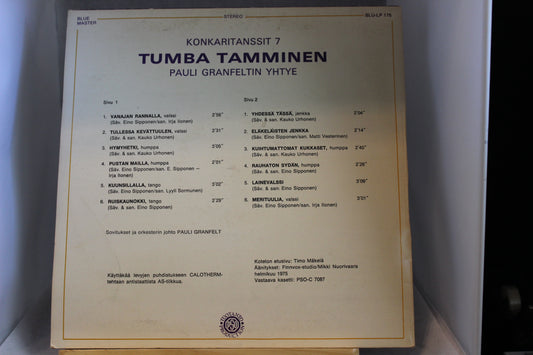 BLUE
MASTER
STEREO
BLU-LP 175
KONKARITANSSIT 7
TUMBA TAMMINEN
PAULI GRANFELTIN YHTYE
Sivu 1
1. VANAJAN RANNALLA, valssi 2'56"
(Säv. Eino Sipponen/san. Irja Ilonen)
2. TULLESSA KEVÄTTUULEN, valssi 2'31"
(Säv. & san. Kauko Urhonen)
3. HYMYHETKI, humppa 3'05"
(Säv. & san. Kauko Urhonen)
4. PUSTAN MAILLA, humppa 2'01"
(Säv. Eino Sipponen/san. E. Sipponen –
Irja Ilonen)
5. KUUNSILLALLA, tango 3'02"
(Säv. Eino Sipponen/san. Lyyli Sormunen)
6. RUISKAUNOKKI, tango 2'29"
(Säv. & san. Eino Sipponen)
Sivu 2
1. YHDESSÄ TÄSSÄ, jenkka 2'04"
(Säv. & san. Kauko Urhonen)
2. ELÄKELÄISTEN JENKKA 2'14"
(Säv. Eino Sipponen/san. Matti Vesterinen)
3. KUIHTUMATTOMAT KUKKASET, humppa 2'40"
(Säv. & san. Kauko Urhonen)
4. RAUHATON SYDÄN, humppa 2'28"
(Säv. & san. Eino Sipponen)
5. LAINEVALSSI 3'09"
(Säv. & san. Eino Sipponen)
6. MERITUULIA, valssi 3'01"
(Säv. Eino Sipponen/san. Irja Ilonen)
Sovitukset ja orkesterin johto PAULI GRANFELT
Käyttäkää levyjen puhdistukseen CALOTHERM-
tehtaan antistaattista AS-tilkkua.
Kotelon etusivu: Timo Mäkelä
Äänitykset: Finnvox-studio/Mikki Nuorivaara
helmikuu 1975
Vastaava kasetti: PSO-C 7087